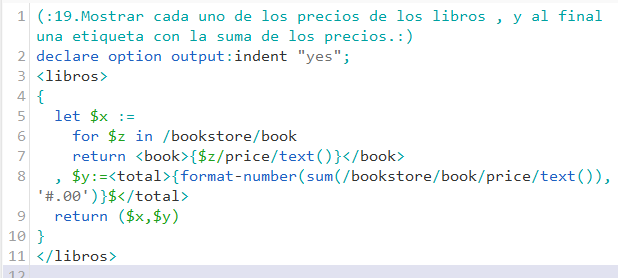 1 (:19.Mostrar cada uno de los precios de los libros , y al final
una etiqueta con la suma de los precios.:)
2 declare option output:indent "yes";
3 <libros>
4 {
5   let $x :=
6     for $z in /bookstore/book
7     return <book>{$z/price/text()}</book>
8   , $y:=<total>{format-number(sum(/bookstore/book/price/text()),
'#.00')}$</total>
9   return ($x,$y)
10 }
11 </libros>
12